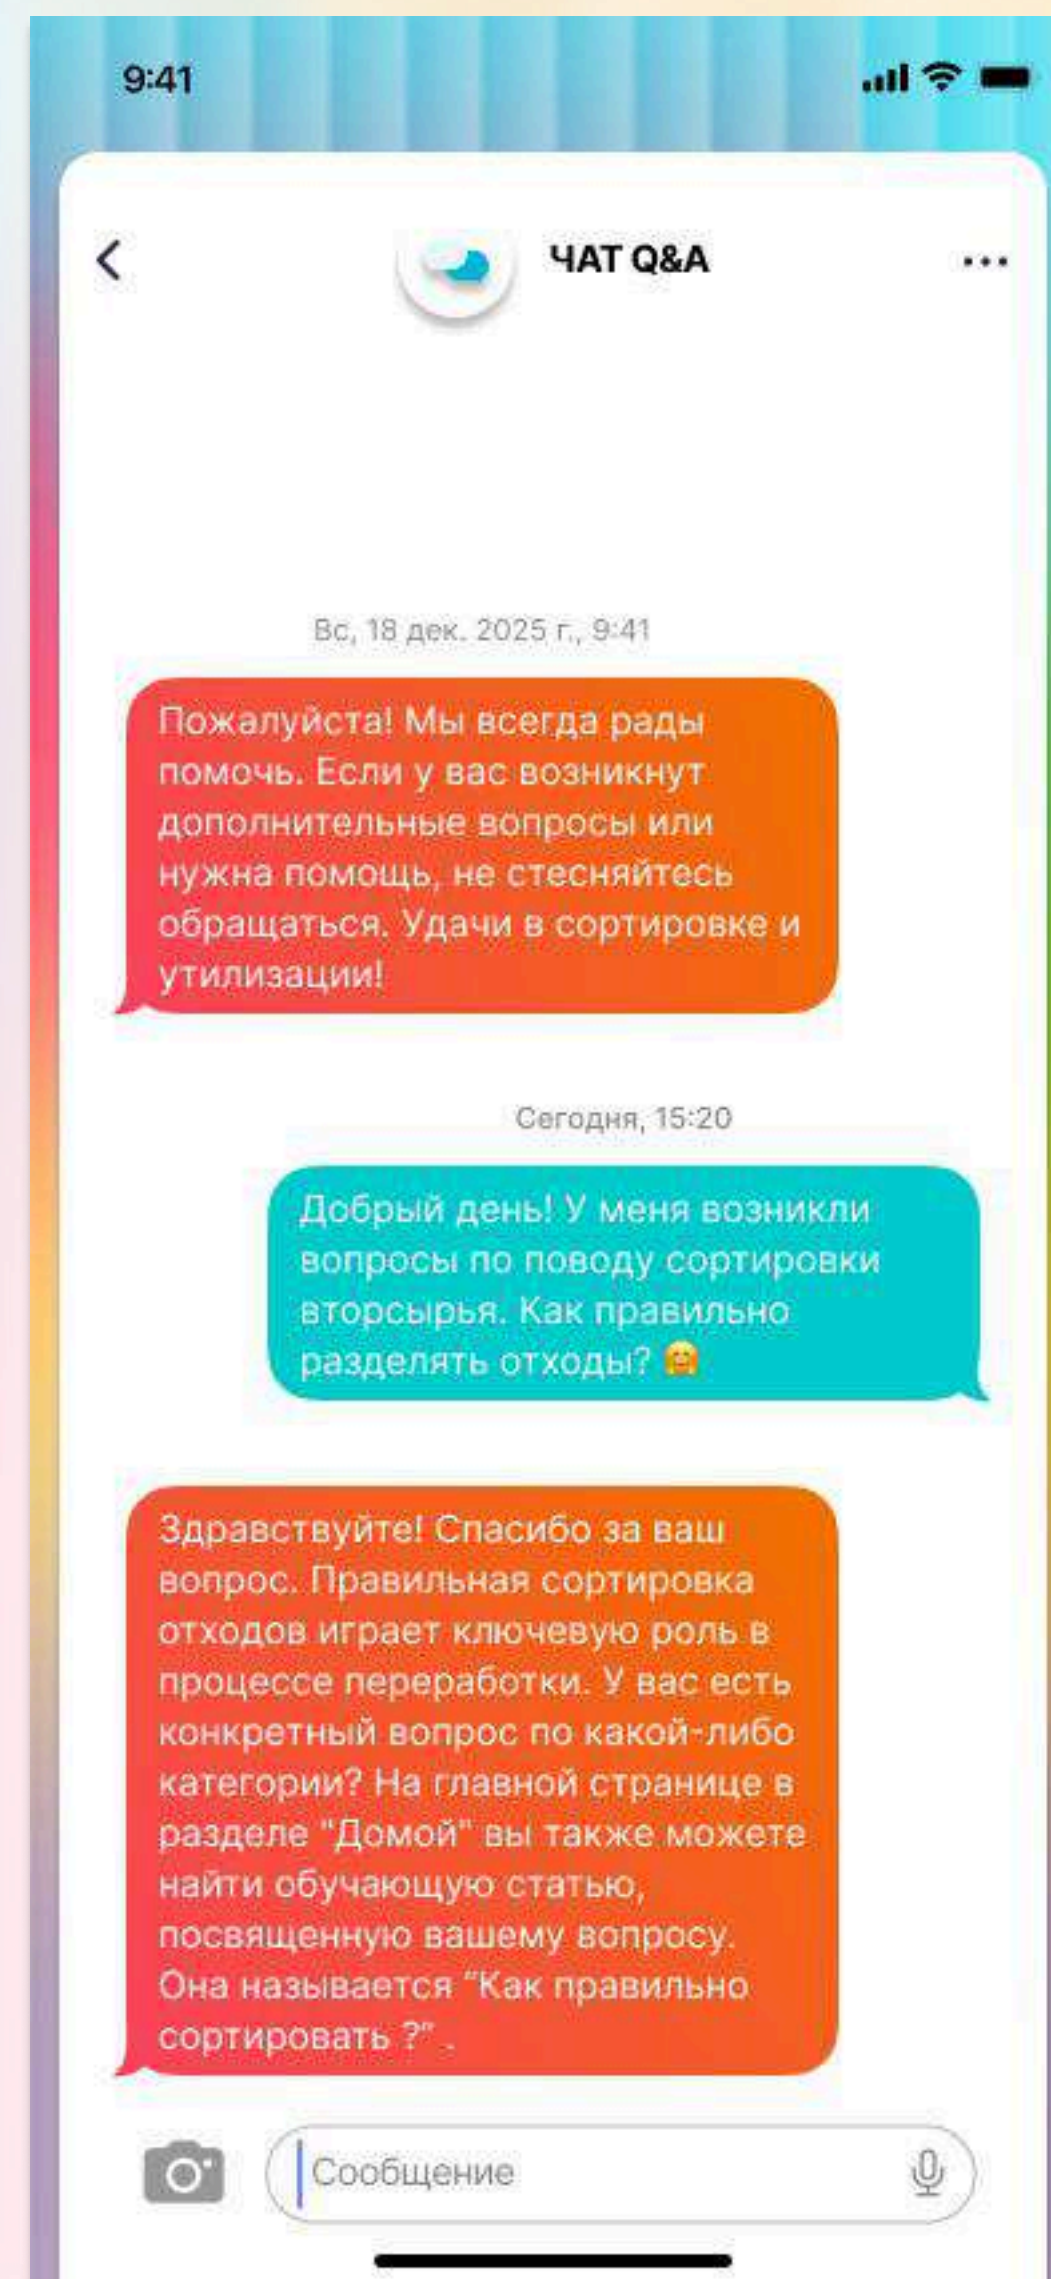 9:41
ЧАТ Q&A
Вс, 18 дек. 2025 г., 9:41
Пожалуйста! Мы всегда рады
помочь. Если у вас возникнут
дополнительные вопросы или
нужна помощь, не стесняйтесь
обращаться. Удачи в сортировке и
утилизации!
Сегодня, 15:20
Добрый день! У меня возникли
вопросы по поводу сортировки
вторсырья. Как правильно
разделять отходы? 🤗
Здравствуйте! Спасибо за ваш
вопрос. Правильная сортировка
отходов играет ключевую роль в
процессе переработки. У вас есть
конкретный вопрос по какой-либо
категории? На главной странице в
разделе "Домой" вы также можете
найти обучающую статью,
посвященную вашему вопросу.
Она называется "Как правильно
сортировать ?" .
Сообщение